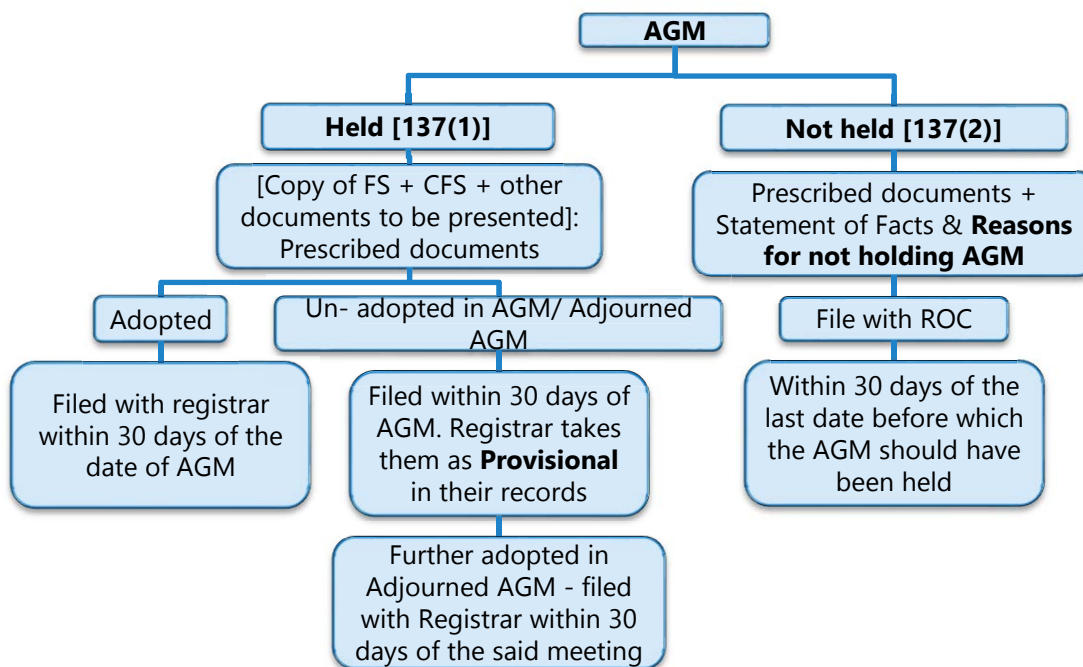 AGM
Held [137(1)]
Not held [137(2)]
[Copy of FS + CFS + other
documents to be presented]:
Prescribed documents
Prescribed documents +
Statement of Facts & Reasons
for not holding AGM
Adopted
Un- adopted in AGM/ Adjourned
AGM
File with ROC
Filed with registrar
within 30 days of the
date of AGM
Filed within 30 days of
AGM. Registrar takes
them as Provisional
in their records
Within 30 days of the
last date before which
the AGM should have
been held
Further adopted in
Adjourned AGM - filed
with Registrar within 30
days of the said meeting